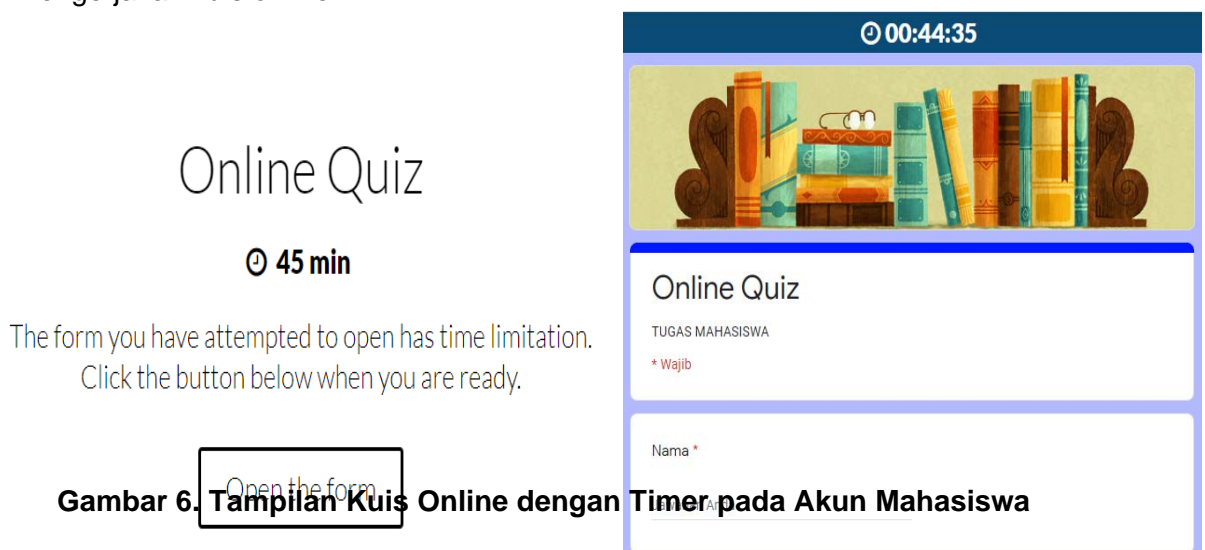 Online Quiz
45 min
The form you have attempted to open has time limitation.
Click the button below when you are ready.
Open the form
00:44:35
Online Quiz
TUGAS MAHASISWA
* Wajib
Nama *
Gambar 6. Tampilan Kuis Online dengan Timer pada Akun Mahasiswa